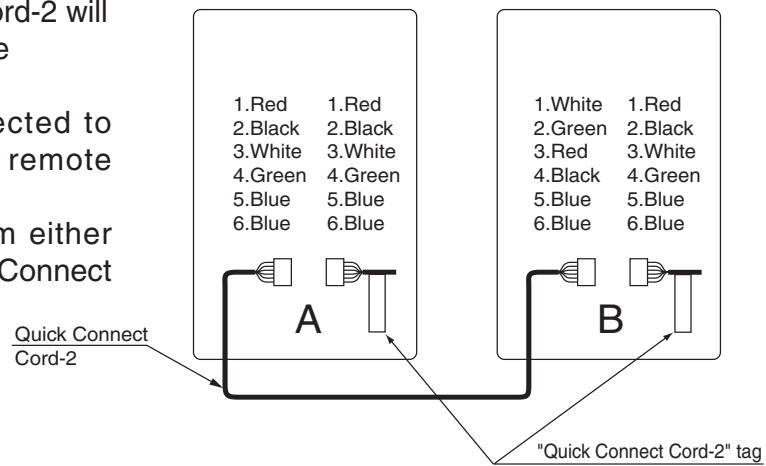 ord-2 will
e
ected to
remote
m either
Connect
Quick Connect
Cord-2
1.Red
2.Black
3.White
4.Green
5.Blue
6.Blue
1.Red
2.Black
3.White
4.Green
5.Blue
6.Blue
A
1.White
2.Green
3.Red
4.Black
5.Blue
6.Blue
1.Red
2.Black
3.White
4.Green
5.Blue
6.Blue
B
"Quick Connect Cord-2" tag